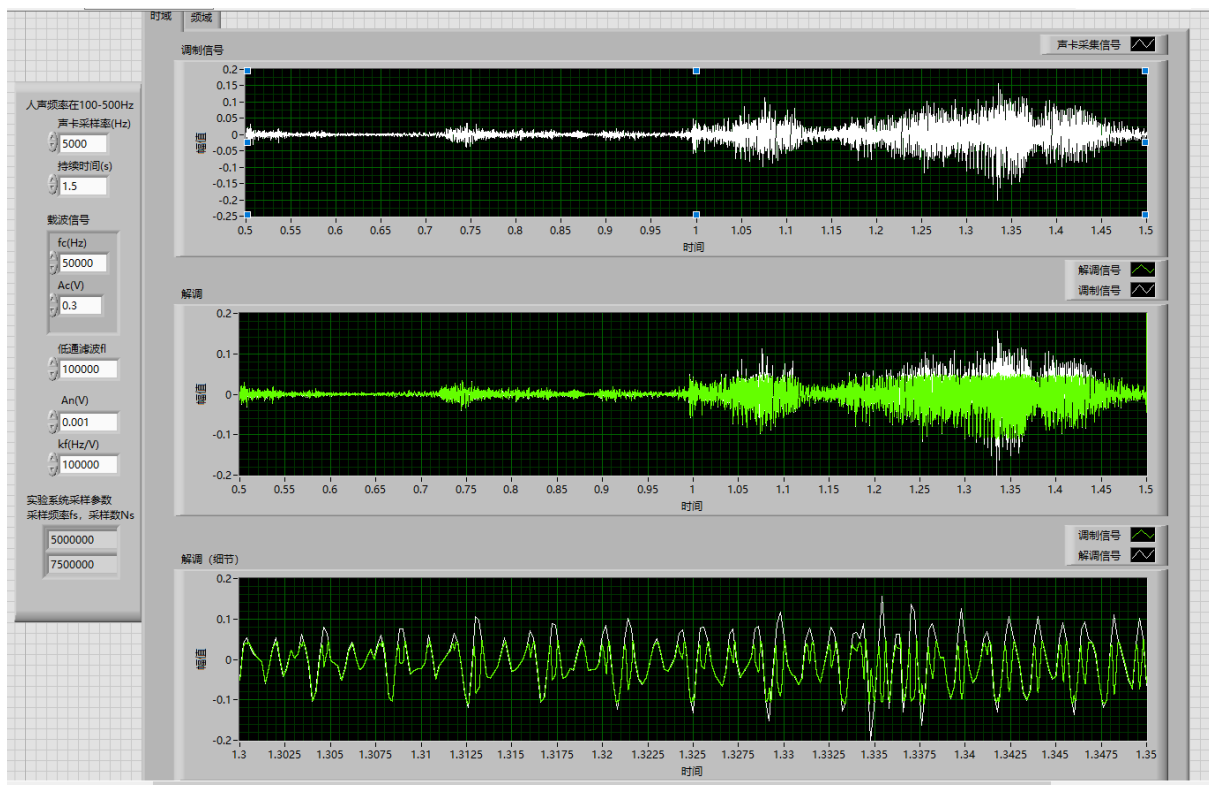 时域 频域
调制信号
声卡采集信号
幅值
0.2
0.15
0.1
0.05
0
-0.05
-0.1
-0.15
-0.2
-0.25
0.5 0.55 0.6 0.65 0.7 0.75 0.8 0.85 0.9 0.95 1 1.05 1.1 1.15 1.2 1.25 1.3 1.35 1.4 1.45 1.5
时间
人声频率在100-500Hz
声卡采样率(Hz)
5000
持续时间(s)
1.5
载波信号
fc(Hz)
50000
Ac(V)
0.3
低通滤波fl
100000
An(V)
0.001
kf(Hz/V)
100000
实验系统采样参数
采样频率fs，采样数Ns
5000000
7500000
解调
解调信号
调制信号
幅值
0.2
0.1
0
-0.1
-0.2
0.5 0.55 0.6 0.65 0.7 0.75 0.8 0.85 0.9 0.95 1 1.05 1.1 1.15 1.2 1.25 1.3 1.35 1.4 1.45 1.5
时间
解调（细节）
调制信号
解调信号
幅值
0.2
0.1
0
-0.1
-0.2
1.3 1.3025 1.305 1.3075 1.31 1.3125 1.315 1.3175 1.32 1.3225 1.325 1.3275 1.33 1.3325 1.335 1.3375 1.34 1.3425 1.345 1.3475 1.35
时间